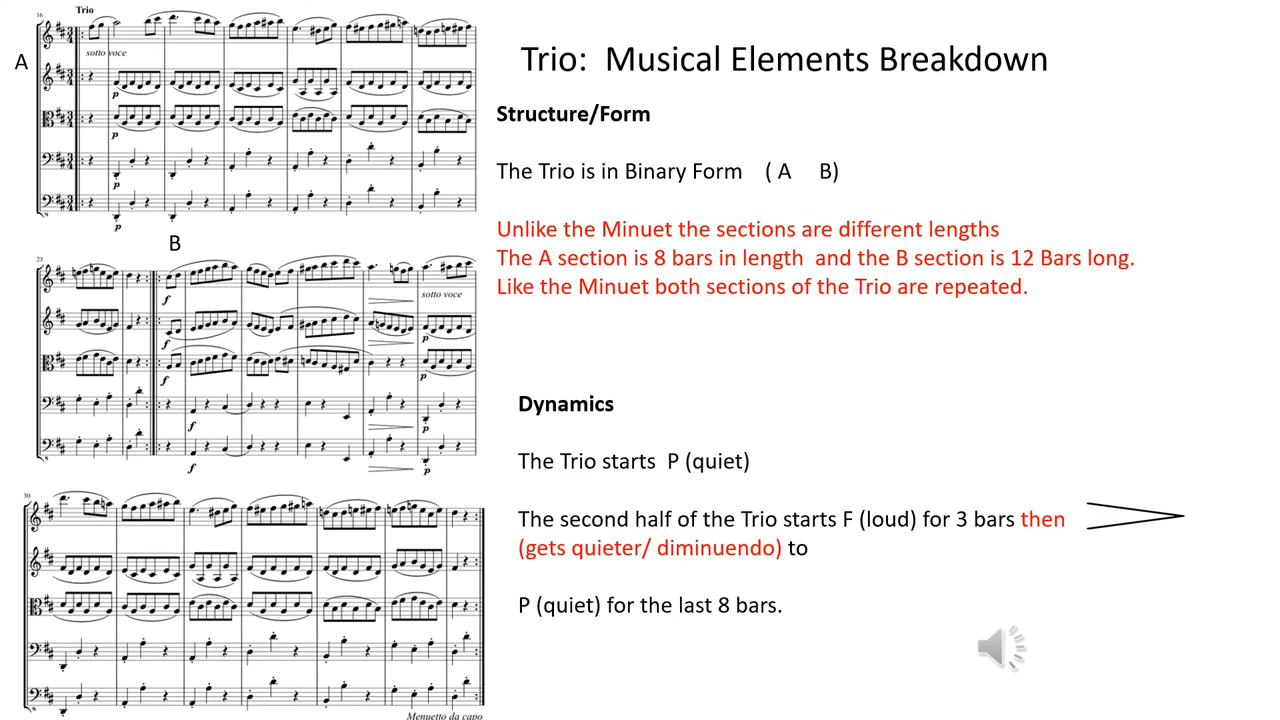 16
Trio
sotto voce
A
p
p
p
p
Trio: Musical Elements Breakdown
Structure/Form
The Trio is in Binary Form ( A B)
Unlike the Minuet the sections are different lengths
The A section is 8 bars in length and the B section is 12 Bars long.
Like the Minuet both sections of the Trio are repeated.
B
23
f
sotto voce
f
p
f
p
f
p
f
p
Dynamics
The Trio starts P (quiet)
The second half of the Trio starts F (loud) for 3 bars then
(gets quieter/ diminuendo) to
P (quiet) for the last 8 bars.
30
Menuetto da capo